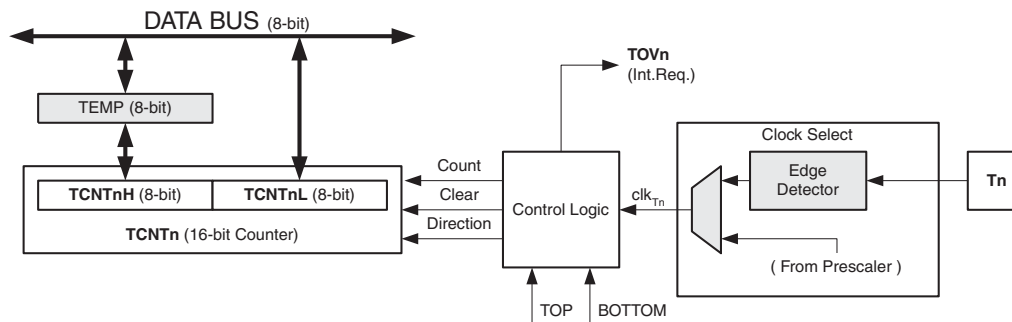 DATA BUS (8-bit)
TOVn
(Int.Req.)
TEMP (8-bit)
Clock Select
Count
Edge
Detector
Tn
TCNTnH (8-bit) TCNTnL (8-bit)
Clear
Control Logic
clkTn
TCNTn (16-bit Counter)
Direction
( From Prescaler )
TOP
BOTTOM